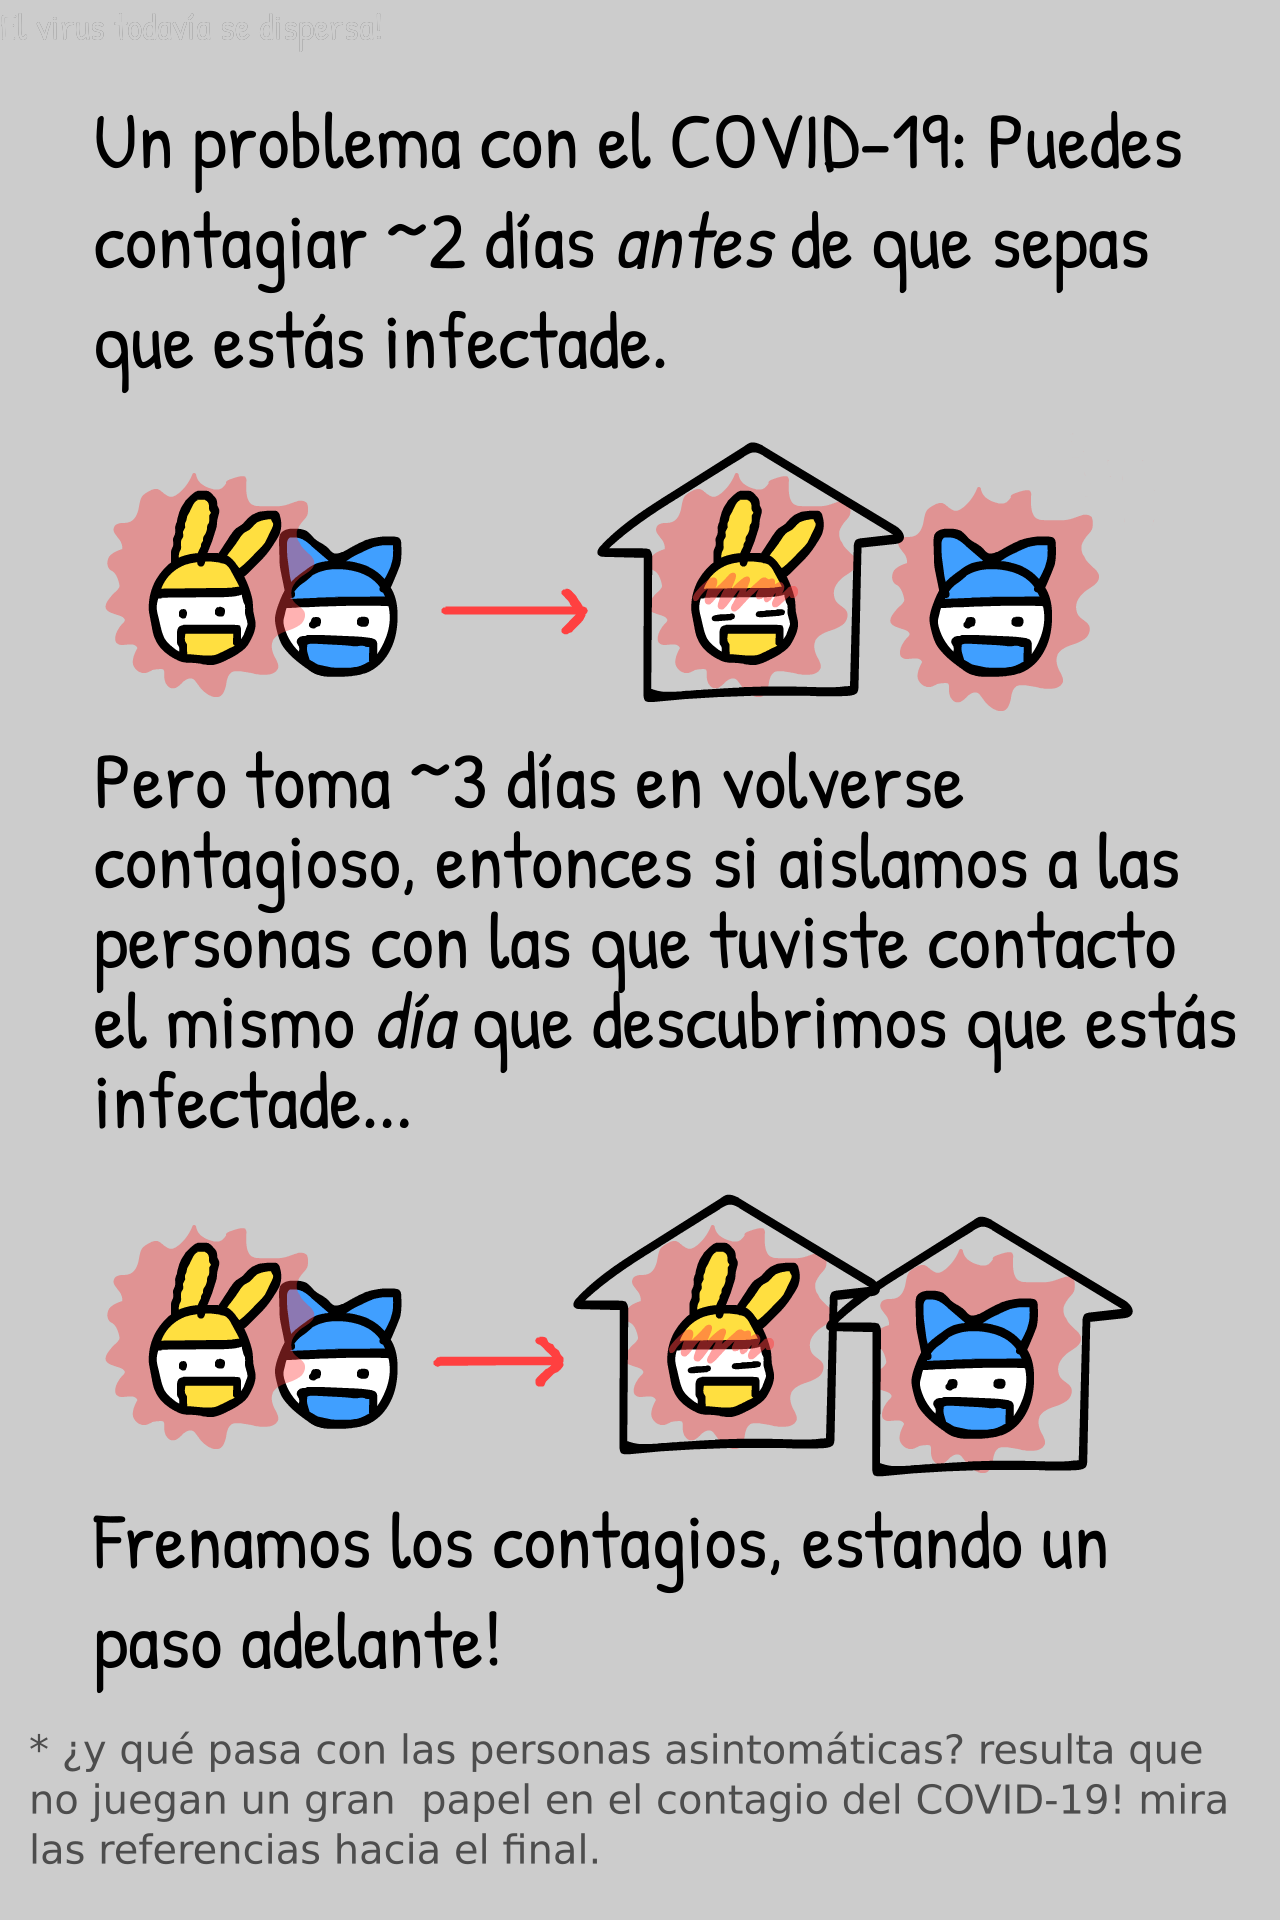 ¡El virus todavía se dispersa!
Un problema con el COVID-19: Puedes
contagiar ~2 días antes de que sepas
que estás infectade.
Pero toma ~3 días en volverse
contagioso, entonces si aislamos a las
personas con las que tuviste contacto
el mismo día que descubrimos que estás
infectade...
Frenamos los contagios, estando un
paso adelante!
* ¿y qué pasa con las personas asintomáticas? resulta que
no juegan un gran papel en el contagio del COVID-19! mira
las referencias hacia el final.